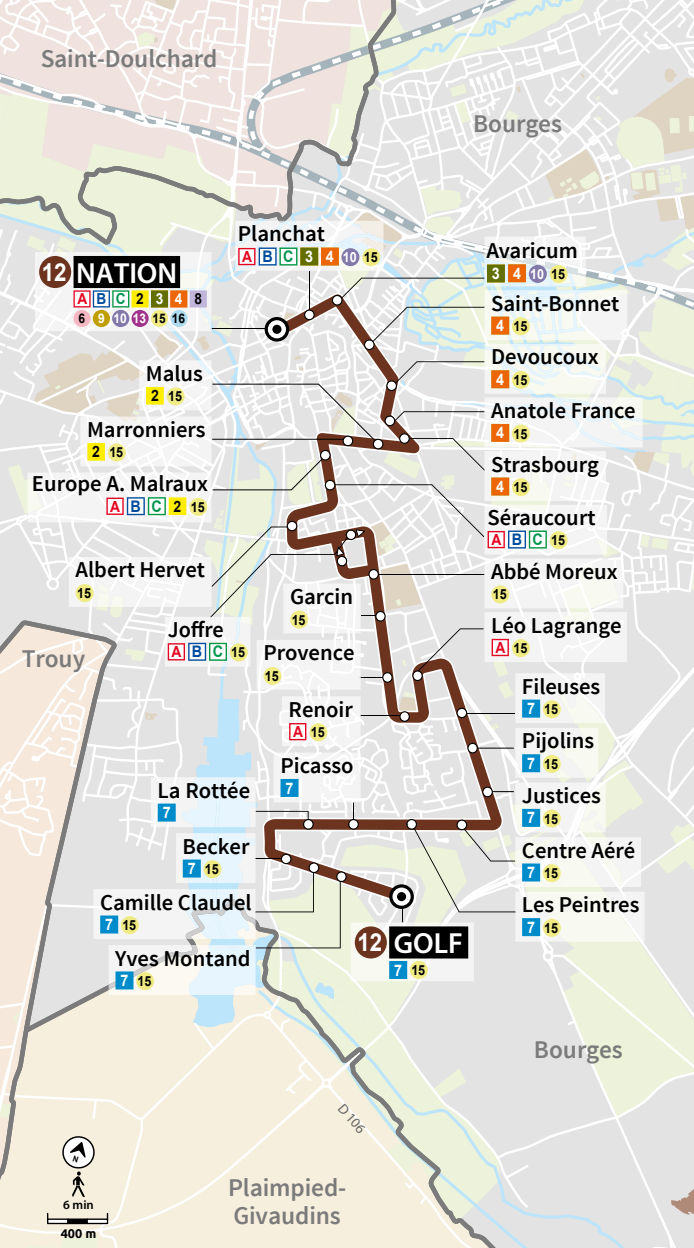 Saint-Doulchard
Bourges
Planchat
A B C 3 4 10 15
12 NATION
A B C 2 3 4 8
6 9 10 13 15 16
Avaricum
3 4 10 15
Saint-Bonnet
4 15
Devoucoux
4 15
Malus
2 15
Anatole France
4 15
Marronniers
2 15
Strasbourg
4 15
Europe A. Malraux
A B C 2 15
Séraucourt
A B C 15
Albert Hervet
15
Abbé Moreux
15
Garcin
15
Joffre
A B C 15
Léo Lagrange
A 15
Trouy
Provence
15
Fileuses
7 15
Renoir
A 15
Pijolins
7 15
Picasso
7
La Rottée
7
Justices
7 15
Becker
7 15
Centre Aéré
7 15
Camille Claudel
7 15
Les Peintres
7 15
Yves Montand
7 15
12 GOLF
7 15
Bourges
D 106
N
6 min
400 m
Plaimpied-
Givaudins